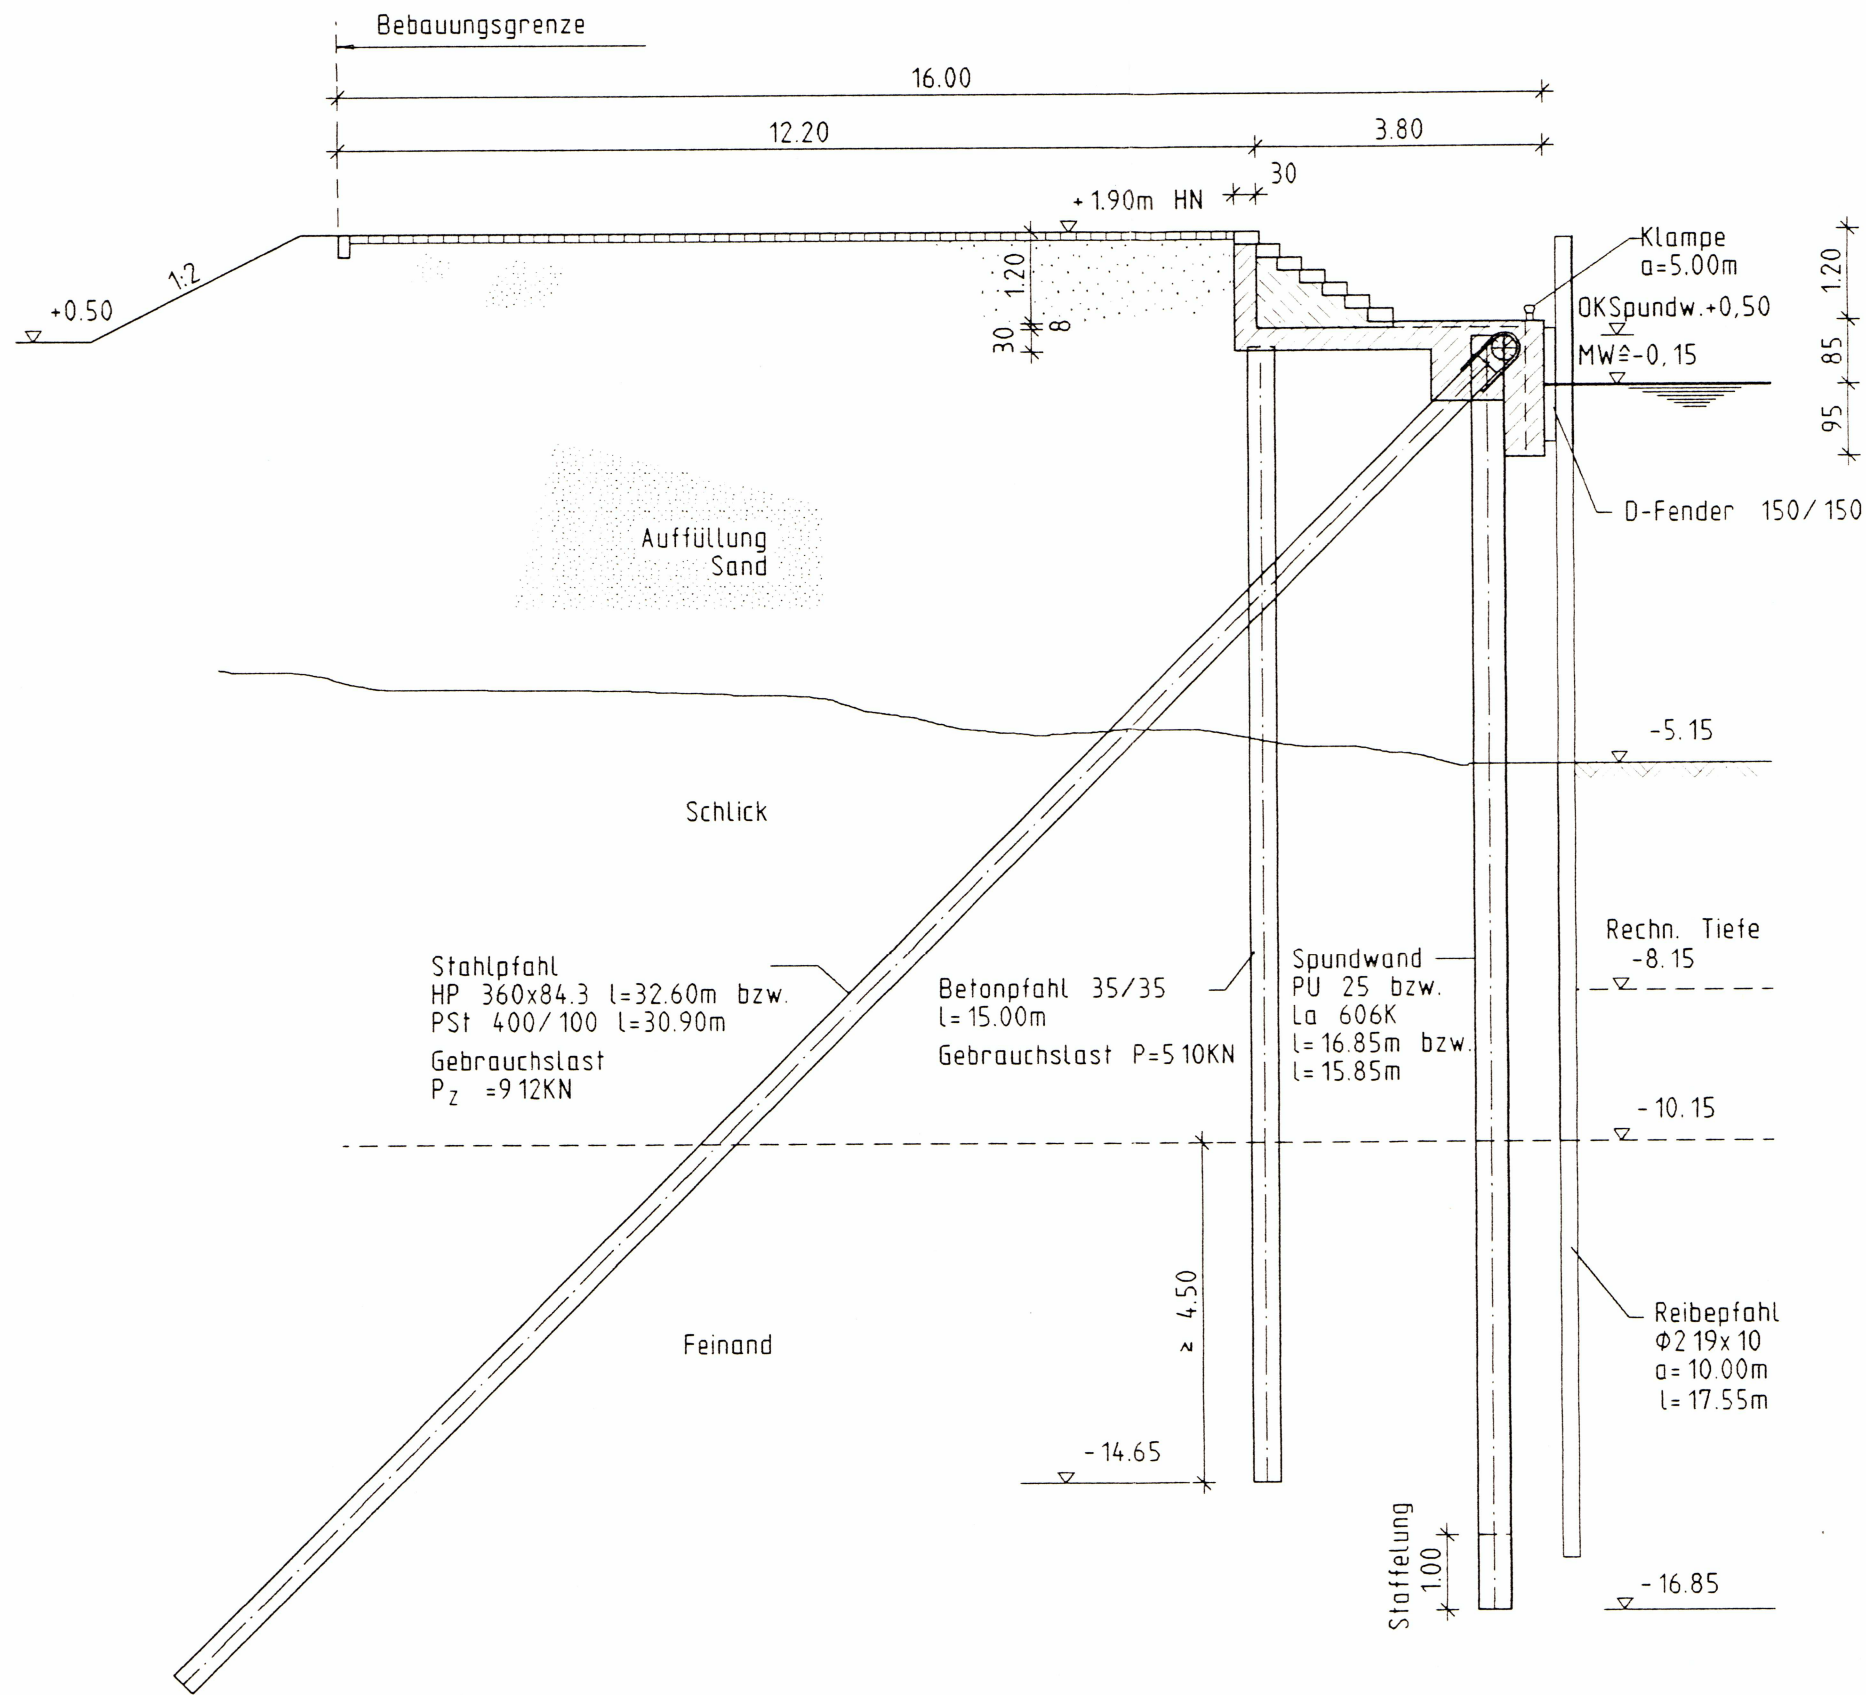 Bebauungsgrenze
16.00
12.20
3.80
30
+1.90m HN
Klampe
a=5.00m
1:2
+0.50
1.20
30
8
OKSpundw.+0,50
MW≙-0,15
1.20
85
95
D-Fender 150/150
Auffüllung
Sand
-5.15
Schlick
Rechn. Tiefe
-8.15
Stahlpfahl
HP 360x84.3 l=32.60m bzw.
PSt 400/100 l=30.90m
Gebrauchslast
Pz =912KN
Betonpfahl 35/35
l=15.00m
Gebrauchslast P=510KN
Spundwand
PU 25 bzw.
La 606K
l=16.85m bzw.
l=15.85m
-10.15
≥ 4.50
Feinand
Reibepfahl
Φ219x10
a=10.00m
l=17.55m
-14.65
Staffelung
1.00
-16.85